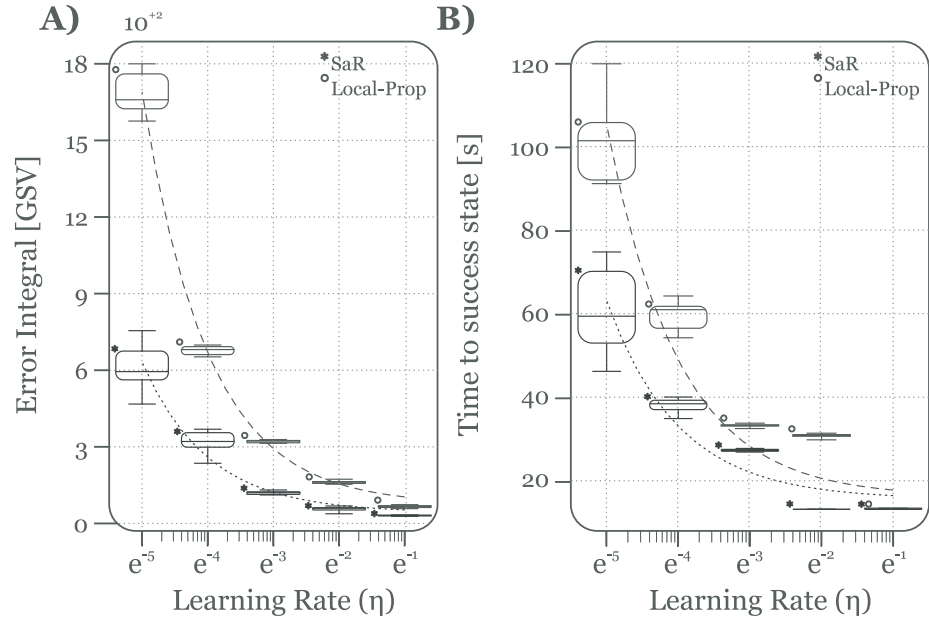 A)
10⁺²
* SaR
° Local-Prop
18
15
12
9
6
3
0
Error Integral [GSV]
e⁻⁵ e⁻⁴ e⁻³ e⁻² e⁻¹
Learning Rate (η)
B)
* SaR
° Local-Prop
120
100
80
60
40
20
Time to success state [s]
e⁻⁵ e⁻⁴ e⁻³ e⁻² e⁻¹
Learning Rate (η)